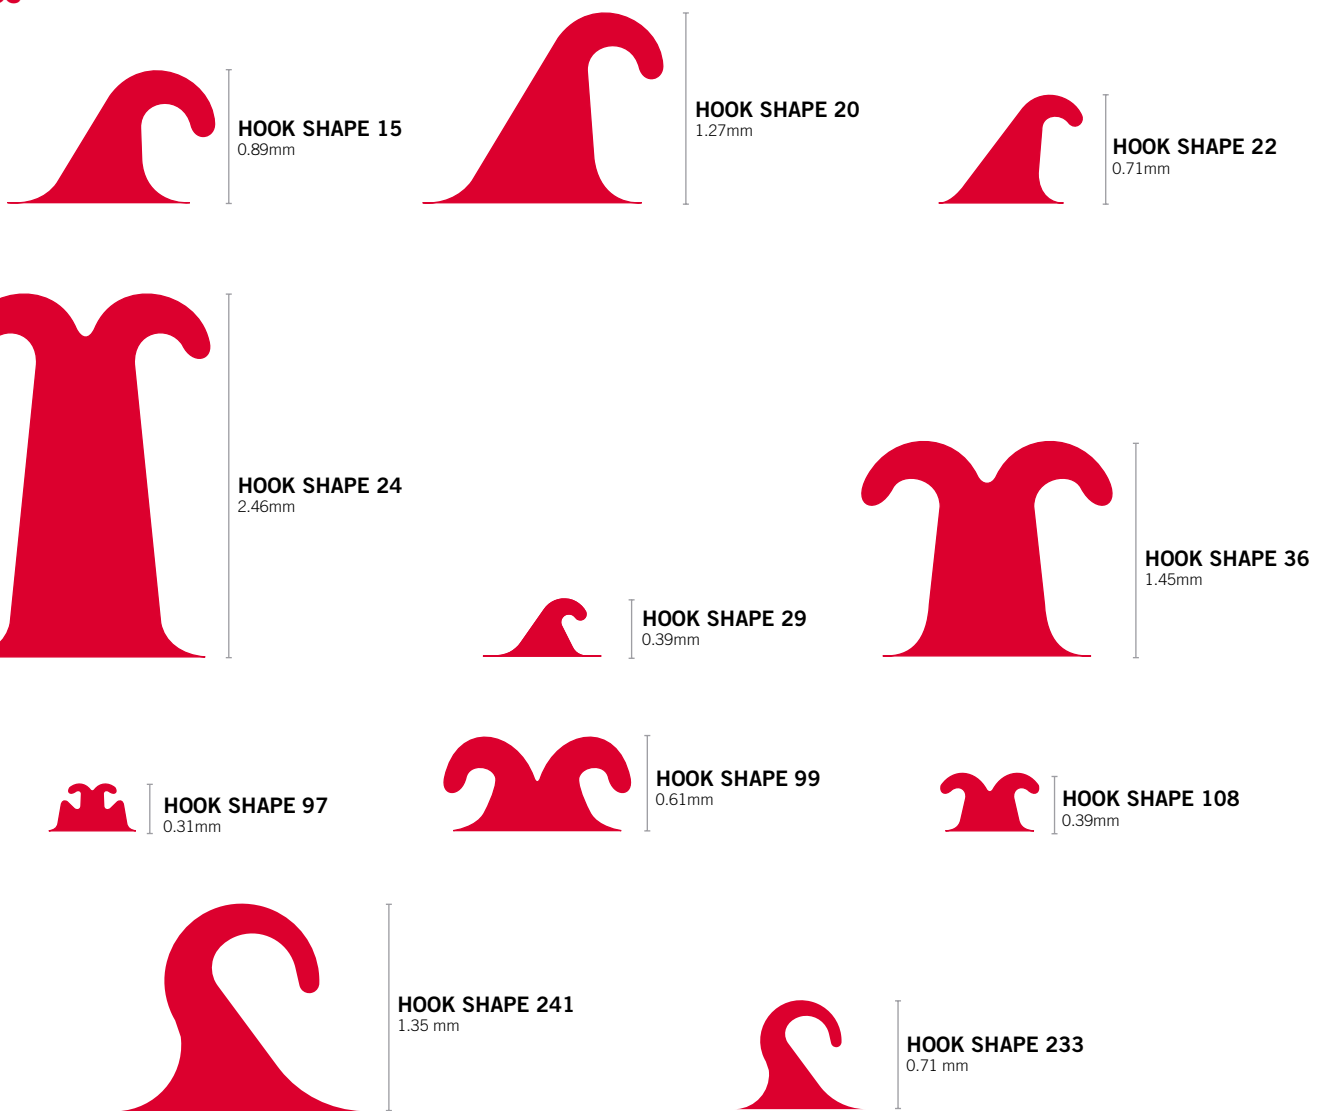 HOOK SHAPE 15
0.89mm
HOOK SHAPE 20
1.27mm
HOOK SHAPE 22
0.71mm
HOOK SHAPE 24
2.46mm
HOOK SHAPE 29
0.39mm
HOOK SHAPE 36
1.45mm
HOOK SHAPE 97
0.31mm
HOOK SHAPE 99
0.61mm
HOOK SHAPE 108
0.39mm
HOOK SHAPE 241
1.35 mm
HOOK SHAPE 233
0.71 mm